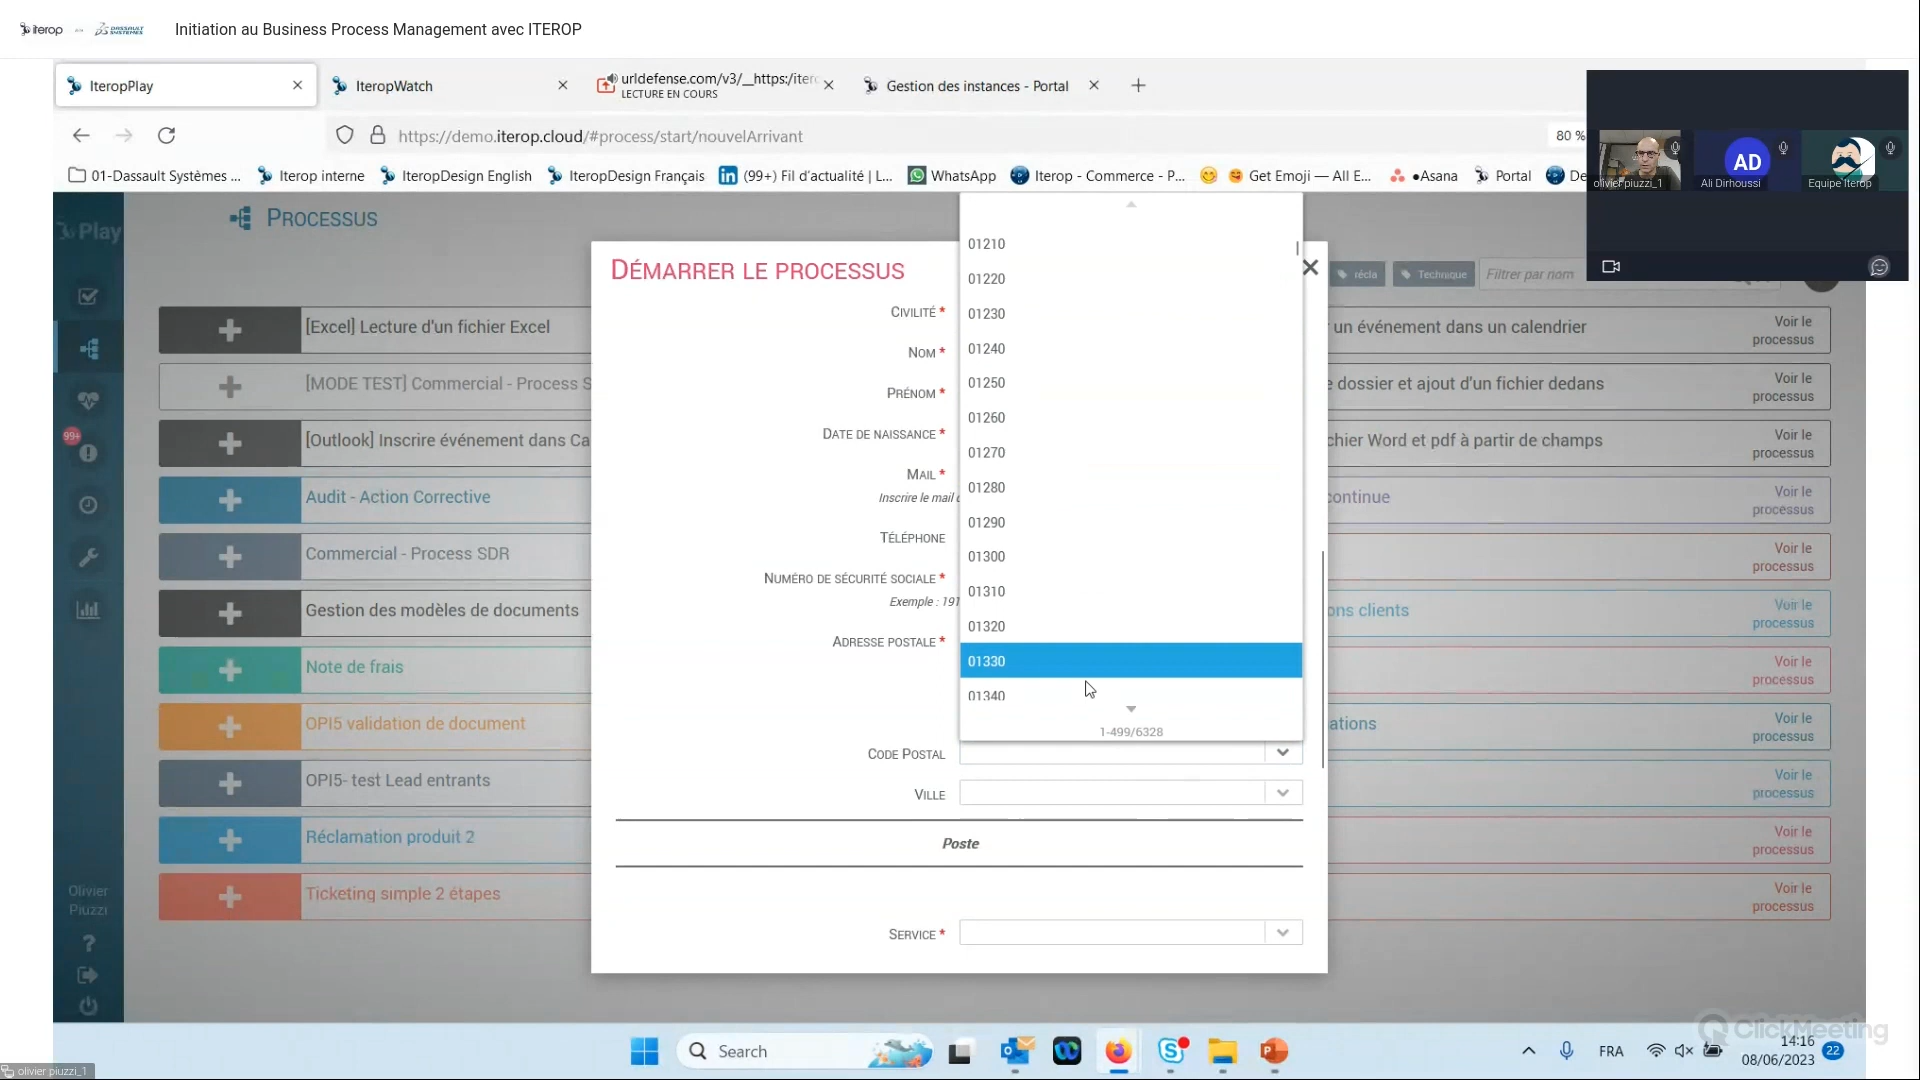 iterop
DASSAULT SYSTEMES
Initiation au Business Process Management avec ITEROP
IteropPlay
IteropWatch
urldefense.com/v3/__https:/iter
LECTURE EN COURS
Gestion des instances - Portal
https://demo.iterop.cloud/#process/start/nouvelArrivant
80 %
01-Dassault Systèmes ...
Iterop interne
IteropDesign English
IteropDesign Français
(99+) Fil d'actualité | L...
WhatsApp
Iterop - Commerce - P...
Get Emoji — All E...
•Asana
Portal
De
olivier piuzzi_1
AD
Ali Dirhoussi
Equipe Iterop
Play
PROCESSUS
récla
Technique
Filtrer par nom
99+
[Excel] Lecture d'un fichier Excel
[MODE TEST] Commercial - Process S
[Outlook] Inscrire événement dans Ca
Audit - Action Corrective
Commercial - Process SDR
Gestion des modèles de documents
Note de frais
OPI5 validation de document
OPI5- test Lead entrants
Réclamation produit 2
Ticketing simple 2 étapes
Olivier
Piuzzi
?
DÉMARRER LE PROCESSUS
CIVILITÉ *
NOM *
PRÉNOM *
DATE DE NAISSANCE *
MAIL *
Inscrire le mail
TÉLÉPHONE
NUMÉRO DE SÉCURITÉ SOCIALE *
Exemple : 191
ADRESSE POSTALE *
CODE POSTAL
VILLE
Poste
SERVICE *
01210
01220
01230
01240
01250
01260
01270
01280
01290
01300
01310
01320
01330
01340
1-499/6328
un événement dans un calendrier
Voir le
processus
e dossier et ajout d'un fichier dedans
Voir le
processus
chier Word et pdf à partir de champs
Voir le
processus
continue
Voir le
processus
Voir le
processus
ons clients
Voir le
processus
Voir le
processus
ations
Voir le
processus
Voir le
processus
Voir le
processus
Voir le
processus
ClickMeeting
Search
FRA
14:16
08/06/2023
22
olivier piuzzi_1